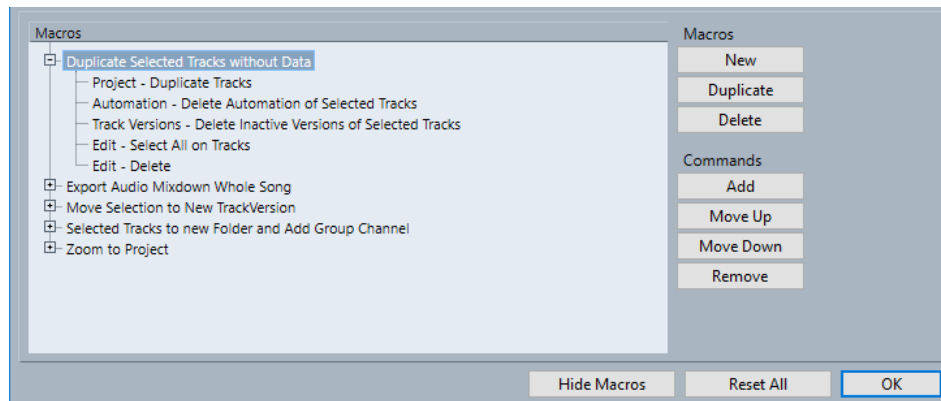 Macros
Duplicate Selected Tracks without Data
Project - Duplicate Tracks
Automation - Delete Automation of Selected Tracks
Track Versions - Delete Inactive Versions of Selected Tracks
Edit - Select All on Tracks
Edit - Delete
Export Audio Mixdown Whole Song
Move Selection to New TrackVersion
Selected Tracks to new Folder and Add Group Channel
Zoom to Project
Macros
New
Duplicate
Delete
Commands
Add
Move Up
Move Down
Remove
Hide Macros
Reset All
OK